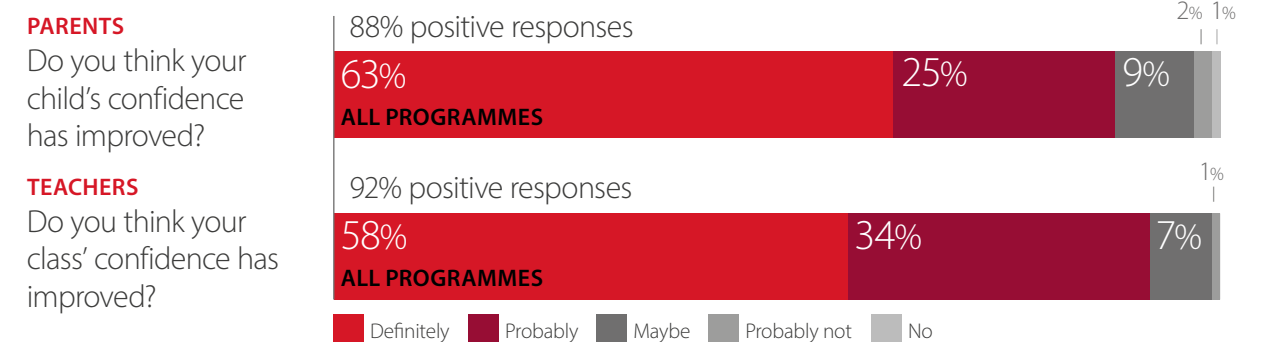 PARENTS
Do you think your
child's confidence
has improved?
88% positive responses
2% 1%
63%
25%
9%
ALL PROGRAMMES
TEACHERS
Do you think your
class' confidence has
improved?
92% positive responses
1%
58%
34%
7%
ALL PROGRAMMES
Definitely Probably Maybe Probably not No